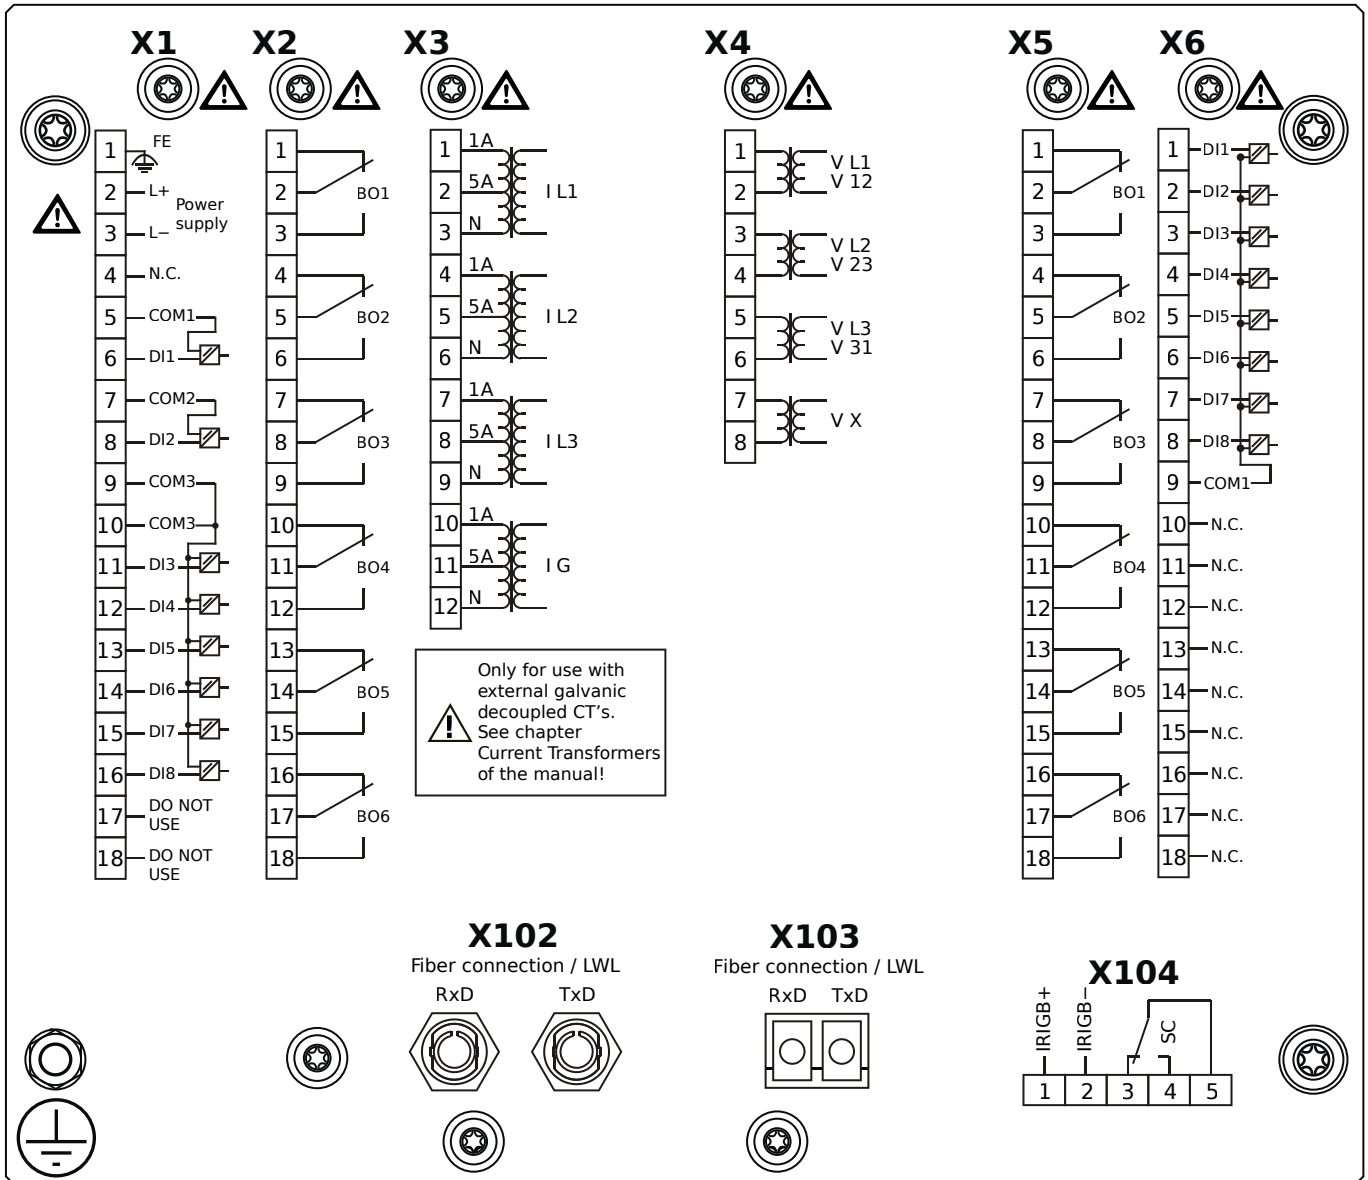 X1
X2
X3
X4
X5
X6
1 FE
2 L+
Power
supply
3 L−
4 N.C.
5 COM1
6 DI1
7 COM2
8 DI2
9 COM3
10 COM3
11 DI3
12 DI4
13 DI5
14 DI6
15 DI7
16 DI8
17 DO NOT
USE
18 DO NOT
USE
1
2 BO1
3
4
5 BO2
6
7
8 BO3
9
10
11 BO4
12
13
14 BO5
15
16
17 BO6
18
1 1A
2 5A I L1
3 N
4 1A
5 5A I L2
6 N
7 1A
8 5A I L3
9 N
10 1A
11 5A I G
12 N
Only for use with
external galvanic
decoupled CT's.
See chapter
Current Transformers
of the manual!
1 V L1
2 V 12
3 V L2
4 V 23
5 V L3
6 V 31
7 V X
8
1
2 BO1
3
4
5 BO2
6
7
8 BO3
9
10
11 BO4
12
13
14 BO5
15
16
17 BO6
18
1 DI1
2 DI2
3 DI3
4 DI4
5 DI5
6 DI6
7 DI7
8 DI8
9 COM1
10 N.C.
11 N.C.
12 N.C.
13 N.C.
14 N.C.
15 N.C.
16 N.C.
17 N.C.
18 N.C.
X102
Fiber connection / LWL
RxD TxD
X103
Fiber connection / LWL
RxD TxD
X104
IRIGB+
IRIGB−
SC
1 2 3 4 5